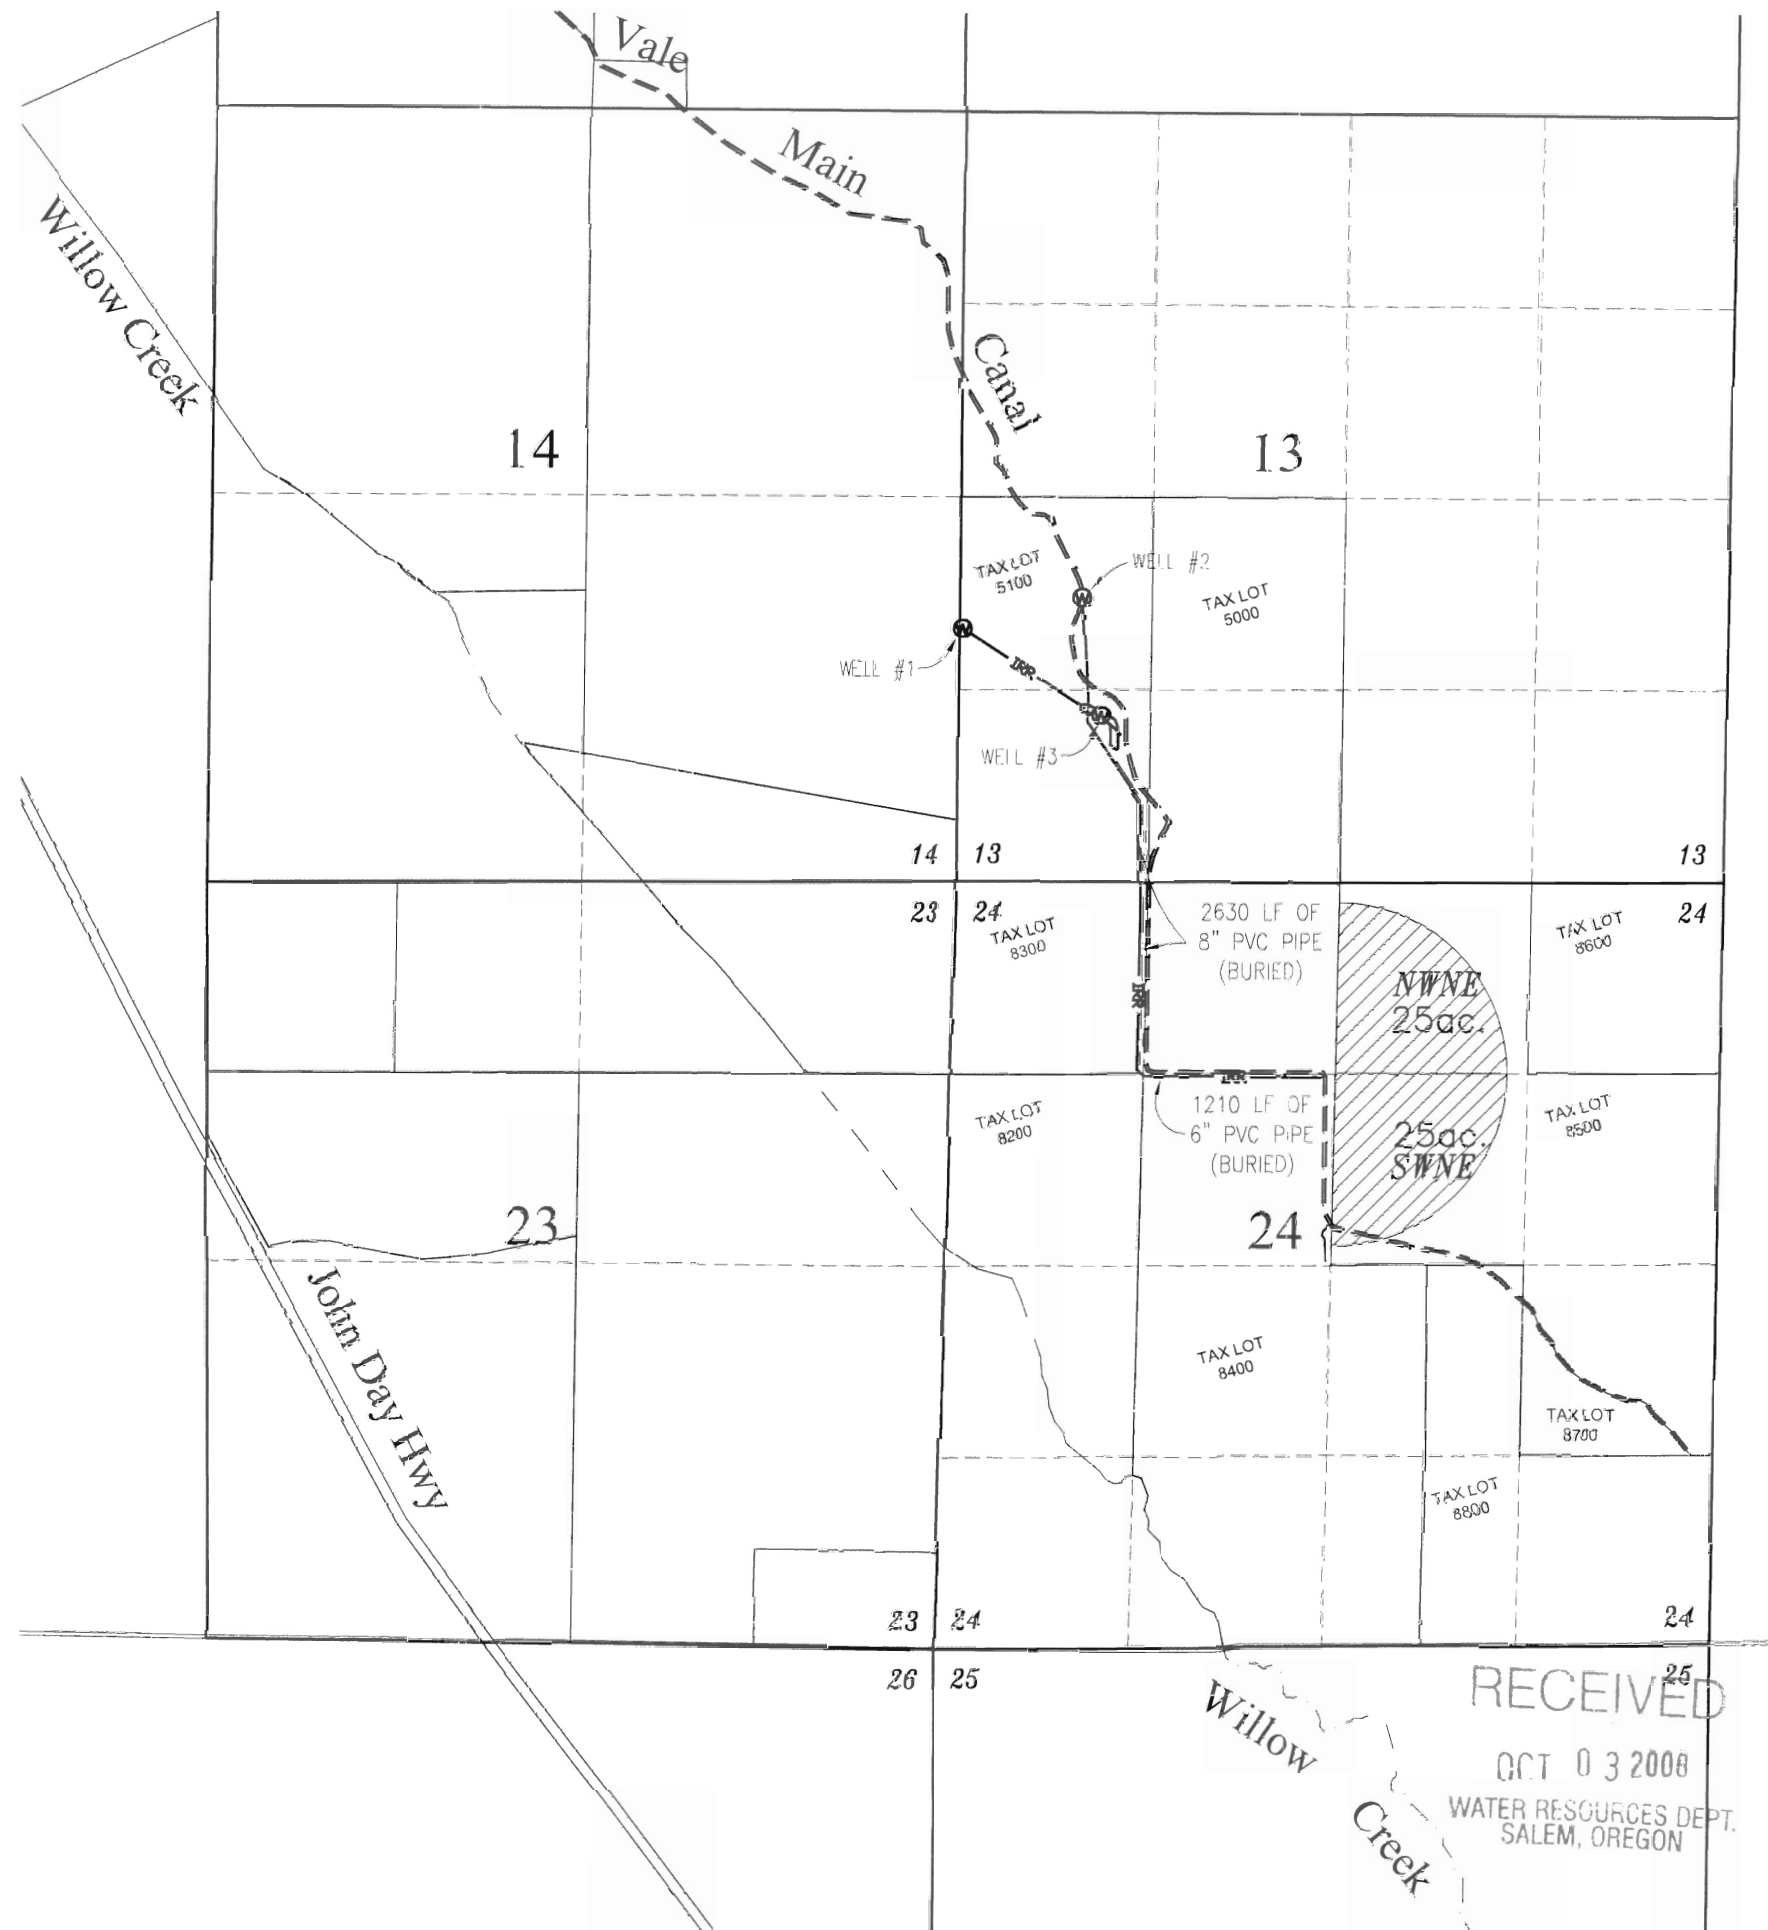 Vale
Main
Canal
Willow Creek
14
13
TAX LOT
5100
WELL #2
TAX LOT
5000
WELL #1
IRR
W
W
W
WELL #3
14
13
13
23
24
24
TAX LOT
8300
2630 LF OF
8" PVC PIPE
(BURIED)
TAX LOT
8600
NWNE
25ac.
IRR
IRR
TAX LOT
8200
1210 LF OF
6" PVC PIPE
(BURIED)
25ac.
SWNE
TAX LOT
8500
23
24
John Day Hwy
TAX LOT
8400
TAX LOT
8700
TAX LOT
8800
23
24
24
26
25
25
RECEIVED
OCT 03 2008
WATER RESOURCES DEPT.
SALEM, OREGON
Willow
Creek